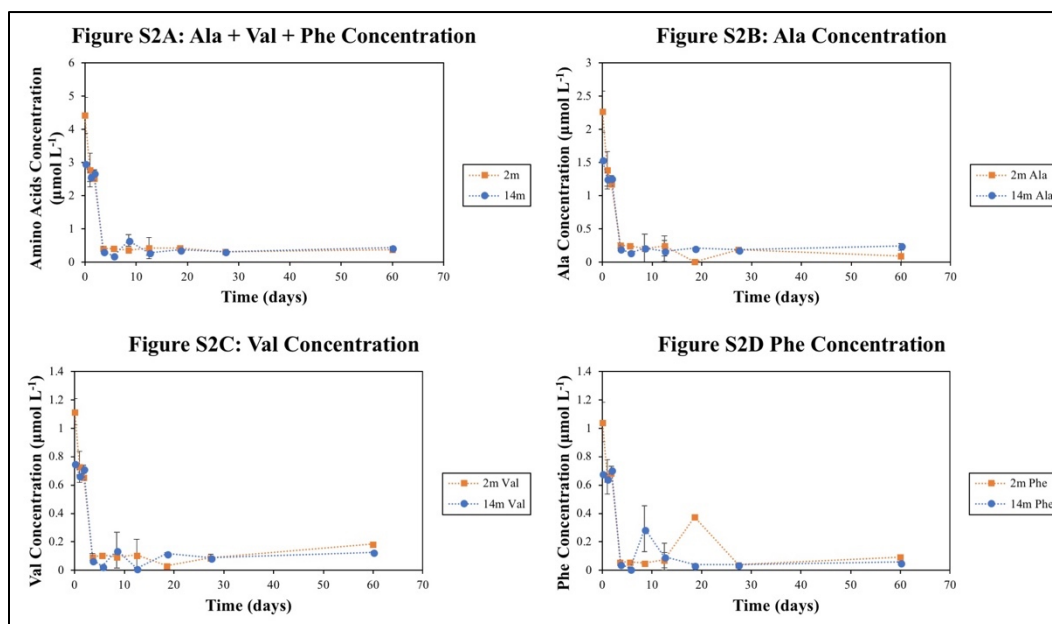 Figure S2A: Ala + Val + Phe Concentration
Amino Acids Concentration
(µmol L⁻¹)
6
5
4
3
2
1
0
0 10 20 30 40 50 60 70
Time (days)
2m
14m
Figure S2B: Ala Concentration
Ala Concentration (µmol L⁻¹)
3
2.5
2
1.5
1
0.5
0
0 10 20 30 40 50 60 70
Time (days)
2m Ala
14m Ala
Figure S2C: Val Concentration
Val Concentration (µmol L⁻¹)
1.4
1.2
1
0.8
0.6
0.4
0.2
0
0 10 20 30 40 50 60 70
Time (days)
2m Val
14m Val
Figure S2D Phe Concentration
Phe Concentration (µmol L⁻¹)
1.4
1.2
1
0.8
0.6
0.4
0.2
0
0 10 20 30 40 50 60 70
Time (days)
2m Phe
14m Phe